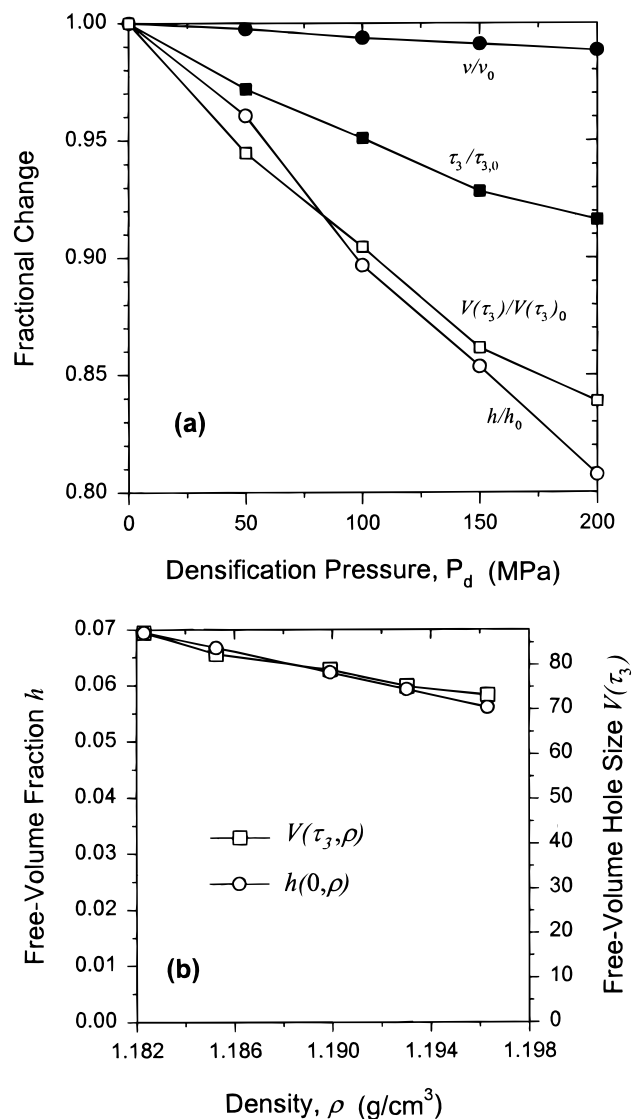 1.00
0.95
0.90
0.85
0.80
Fractional Change
v/v₀
τ₃/τ₃,₀
V(τ₃)/V(τ₃)₀
h/h₀
(a)
0 50 100 150 200
Densification Pressure, P_d (MPa)
0.07
0.06
0.05
0.04
0.03
0.02
0.01
0.00
Free-Volume Fraction h
80
70
60
50
40
30
20
10
0
Free-Volume Hole Size V(τ₃)
V(τ₃,ρ)
h(0,ρ)
(b)
1.182 1.186 1.190 1.194 1.198
Density, ρ (g/cm³)